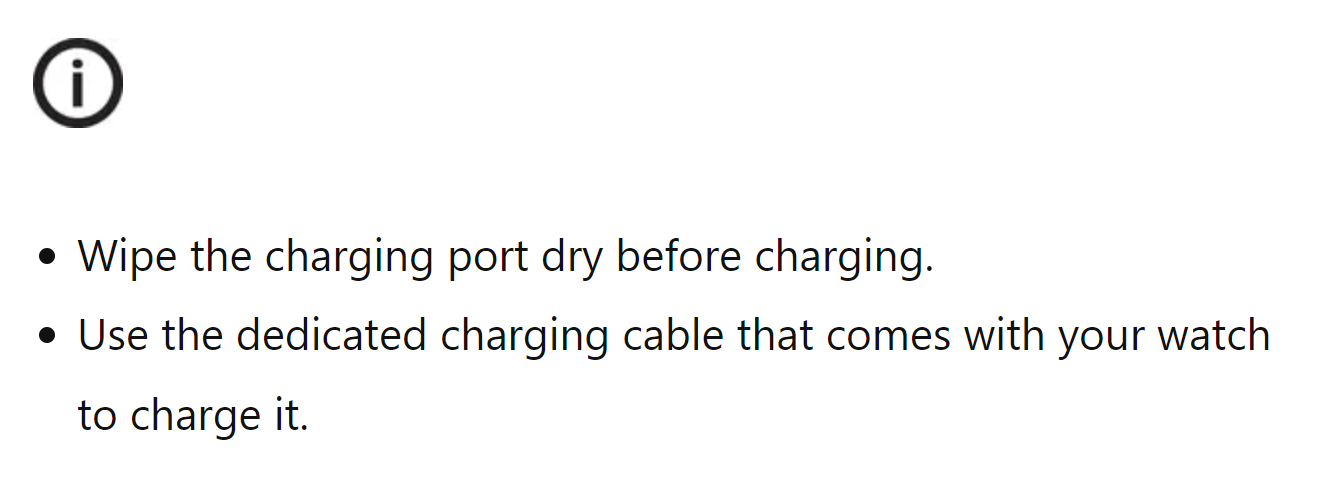 i
• Wipe the charging port dry before charging.
• Use the dedicated charging cable that comes with your watch
to charge it.